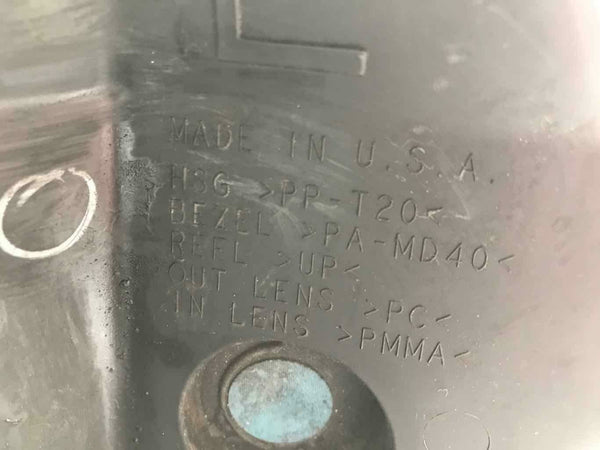 L
MADE IN U.S.A.
HSG >PP-T20<
BEZEL >PA-MD40<
REFL >UP<
OUT LENS >PC<
IN LENS >PMMA<